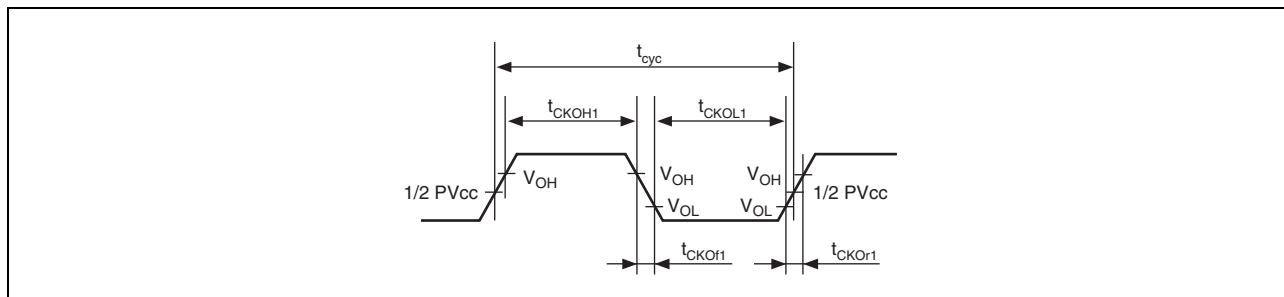 tcyc
tCKOH1 tCKOL1
VOH VOH VOH
1/2 PVcc 1/2 PVcc
VOL VOL
tCKOf1 tCKOr1